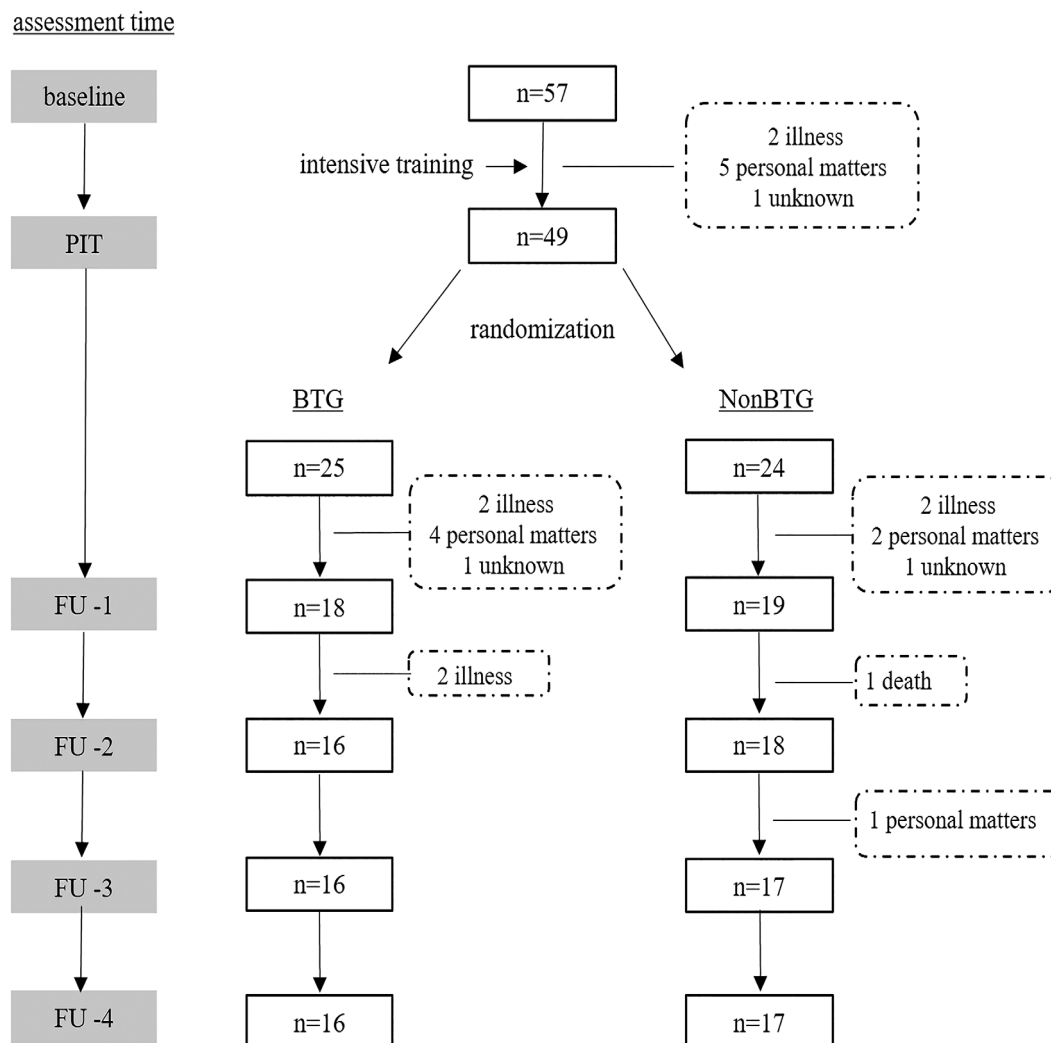 assessment time
baseline
n=57
2 illness
5 personal matters
1 unknown
intensive training
PIT
n=49
randomization
BTG
NonBTG
n=25
n=24
2 illness
4 personal matters
1 unknown
2 illness
2 personal matters
1 unknown
FU -1
n=18
n=19
2 illness
1 death
FU -2
n=16
n=18
1 personal matters
FU -3
n=16
n=17
FU -4
n=16
n=17